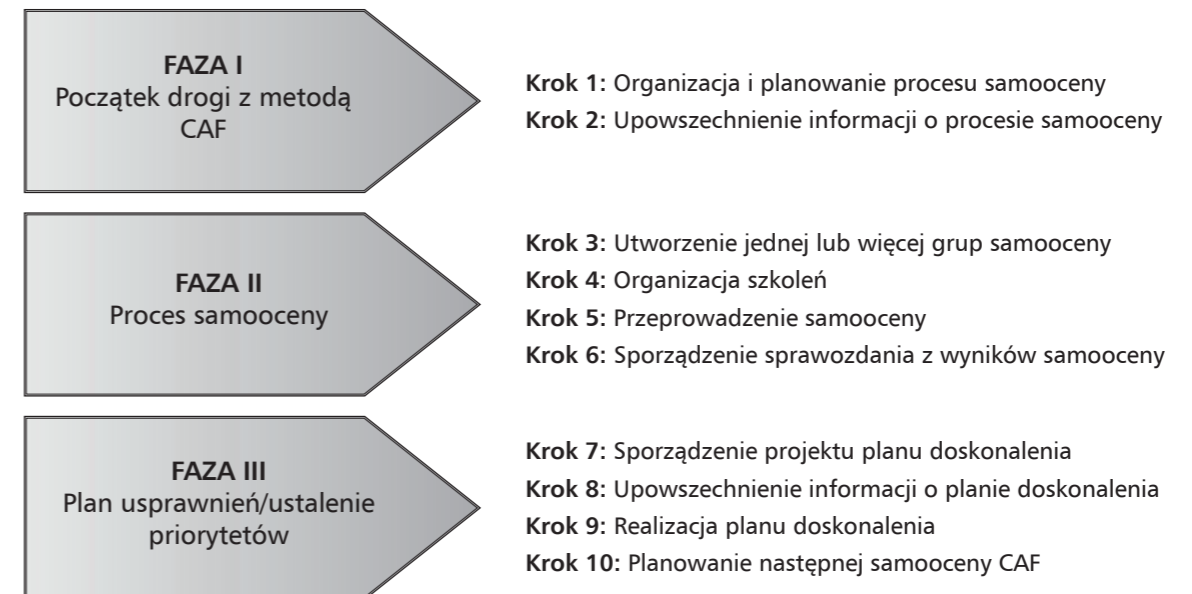 FAZA I
Początek drogi z metodą
CAF
Krok 1: Organizacja i planowanie procesu samooceny
Krok 2: Upowszechnienie informacji o procesie samooceny
FAZA II
Proces samooceny
Krok 3: Utworzenie jednej lub więcej grup samooceny
Krok 4: Organizacja szkoleń
Krok 5: Przeprowadzenie samooceny
Krok 6: Sporządzenie sprawozdania z wyników samooceny
FAZA III
Plan usprawnień/ustalenie
priorytetów
Krok 7: Sporządzenie projektu planu doskonalenia
Krok 8: Upowszechnienie informacji o planie doskonalenia
Krok 9: Realizacja planu doskonalenia
Krok 10: Planowanie następnej samooceny CAF